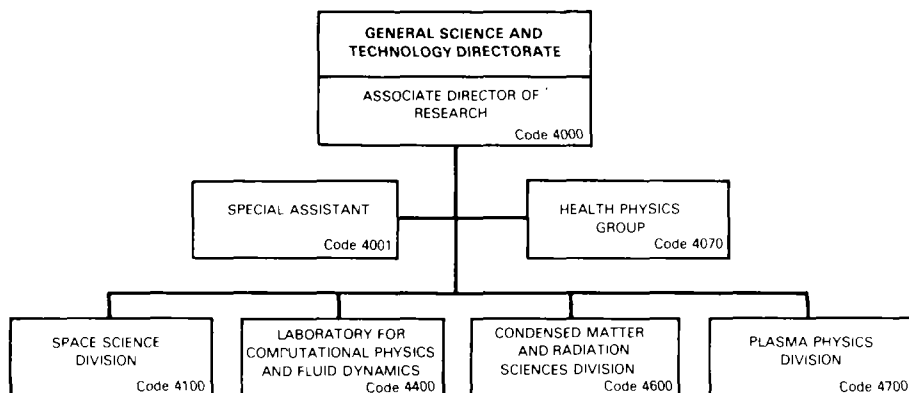 GENERAL SCIENCE AND
TECHNOLOGY DIRECTORATE
ASSOCIATE DIRECTOR OF
RESEARCH
Code 4000
SPECIAL ASSISTANT
Code 4001
HEALTH PHYSICS
GROUP
Code 4070
SPACE SCIENCE
DIVISION
Code 4100
LABORATORY FOR
COMPUTATIONAL PHYSICS
AND FLUID DYNAMICS
Code 4400
CONDENSED MATTER
AND RADIATION
SCIENCES DIVISION
Code 4600
PLASMA PHYSICS
DIVISION
Code 4700